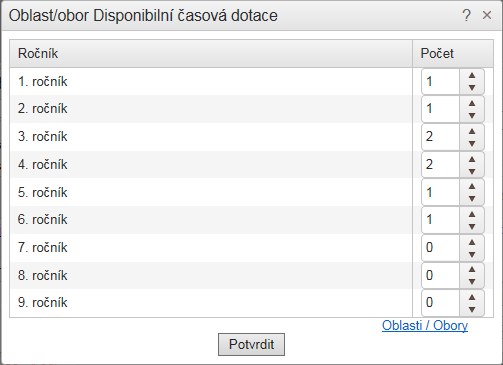 Oblast/obor Disponibilní časová dotace ? ×
Ročník Počet
1. ročník 1
2. ročník 1
3. ročník 2
4. ročník 2
5. ročník 1
6. ročník 1
7. ročník 0
8. ročník 0
9. ročník 0
Oblasti / Obory
Potvrdit